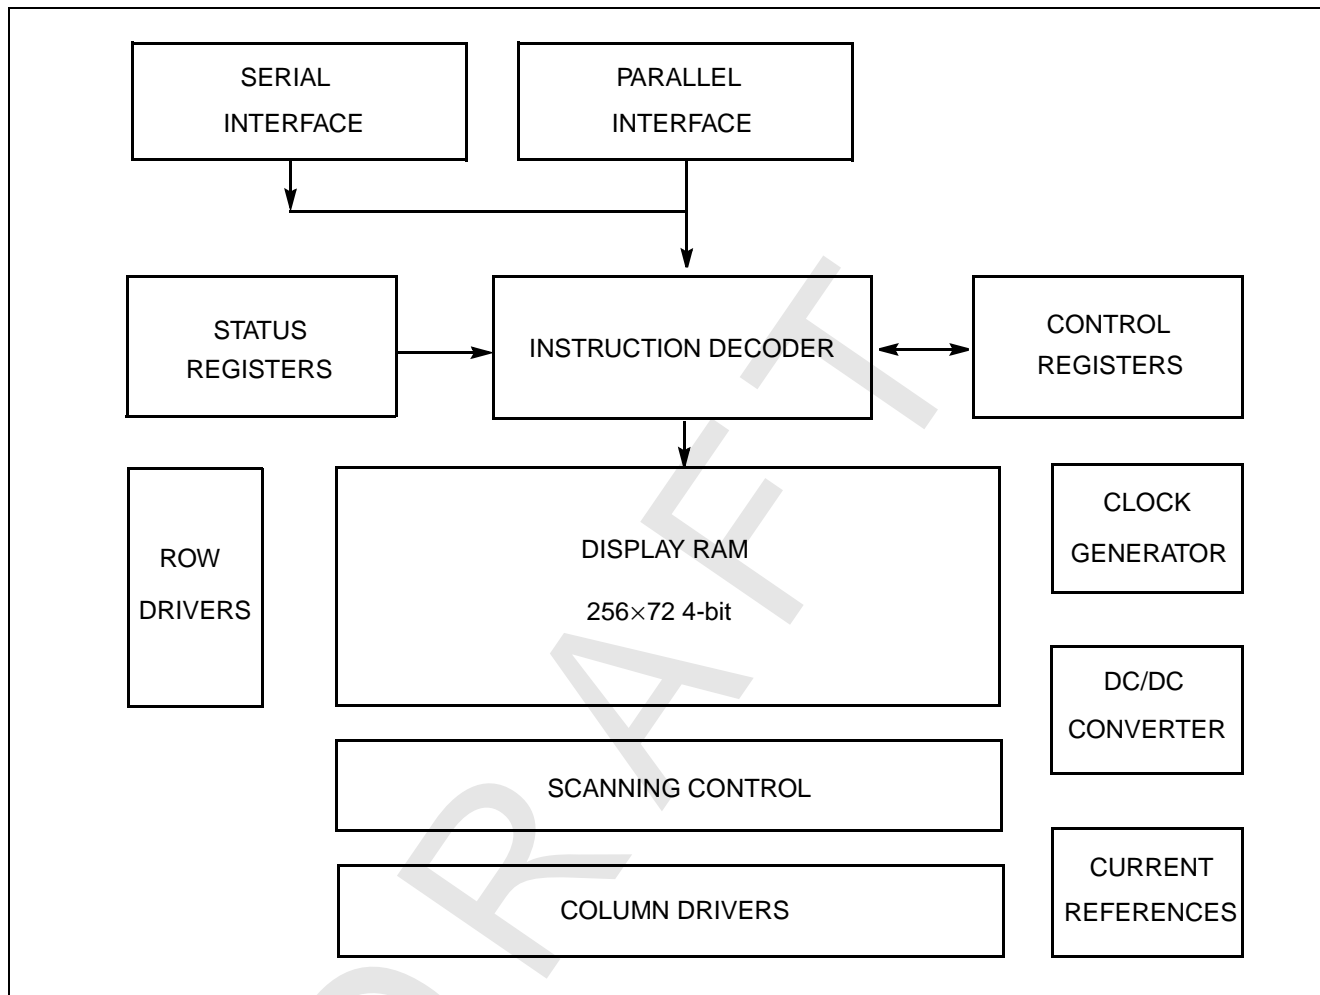 SERIAL
INTERFACE
PARALLEL
INTERFACE
STATUS
REGISTERS
INSTRUCTION DECODER
CONTROL
REGISTERS
ROW
DRIVERS
DISPLAY RAM
256×72 4-bit
CLOCK
GENERATOR
DC/DC
CONVERTER
SCANNING CONTROL
COLUMN DRIVERS
CURRENT
REFERENCES
DRAFT